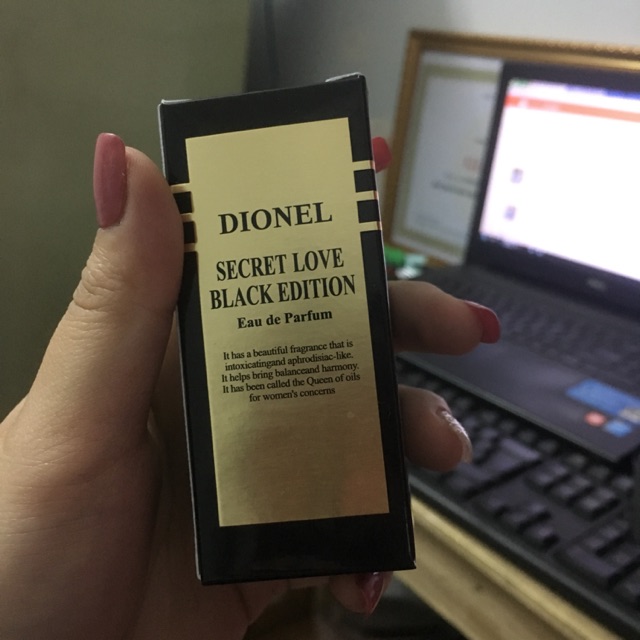 DIONEL
SECRET LOVE
BLACK EDITION
Eau de Parfum
It has a beautiful fragrance that is
intoxicatingand aphrodisiac-like.
It helps bring balanceand harmony.
It has been called the Queen of oils
for women's concerns